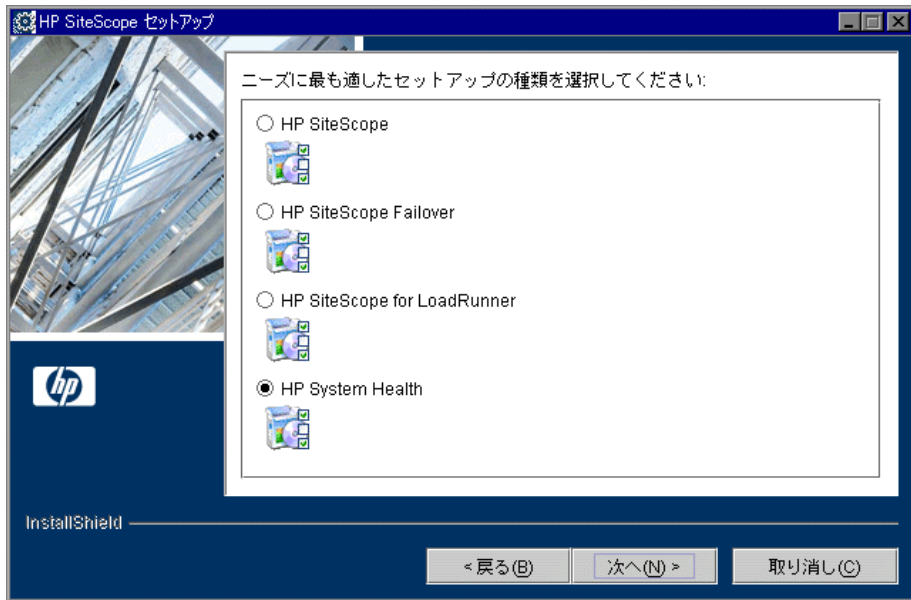 HP SiteScope セットアップ
ニーズに最も適したセットアップの種類を選択してください:
HP SiteScope
HP SiteScope Failover
HP SiteScope for LoadRunner
HP System Health
hp
InstallShield
<戻る(B)
次へ(N) >
取り消し(C)